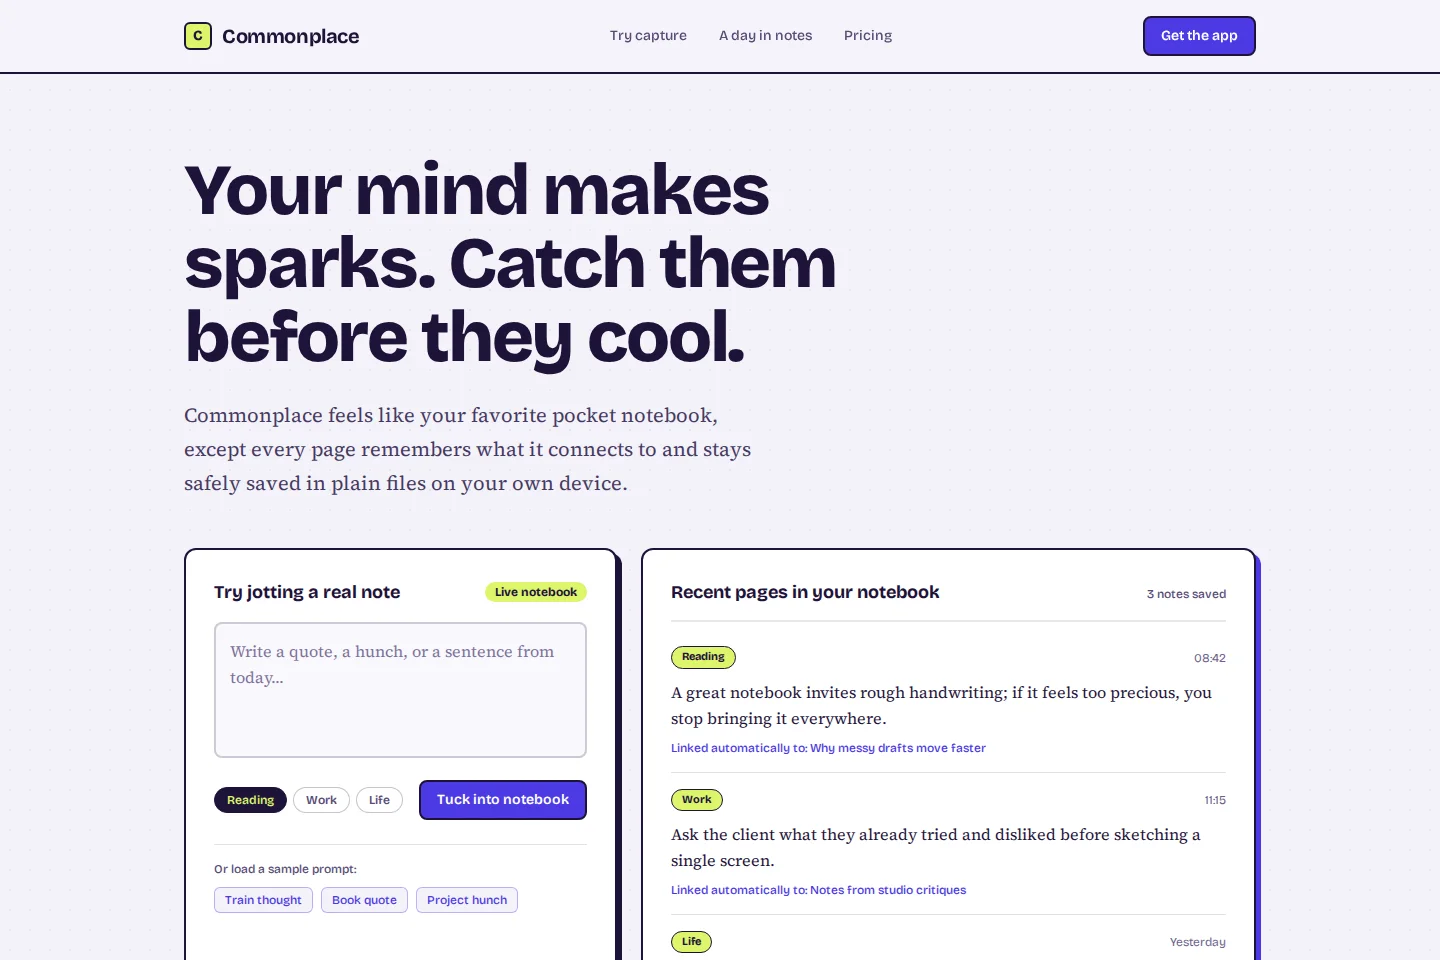 C Commonplace
Try capture
A day in notes
Pricing
Get the app
Your mind makes
sparks. Catch them
before they cool.
Commonplace feels like your favorite pocket notebook,
except every page remembers what it connects to and stays
safely saved in plain files on your own device.
Try jotting a real note
Live notebook
Write a quote, a hunch, or a sentence from
today...
Reading
Work
Life
Tuck into notebook
Or load a sample prompt:
Train thought
Book quote
Project hunch
Recent pages in your notebook
3 notes saved
Reading
08:42
A great notebook invites rough handwriting; if it feels too precious, you
stop bringing it everywhere.
Linked automatically to: Why messy drafts move faster
Work
11:15
Ask the client what they already tried and disliked before sketching a
single screen.
Linked automatically to: Notes from studio critiques
Life
Yesterday